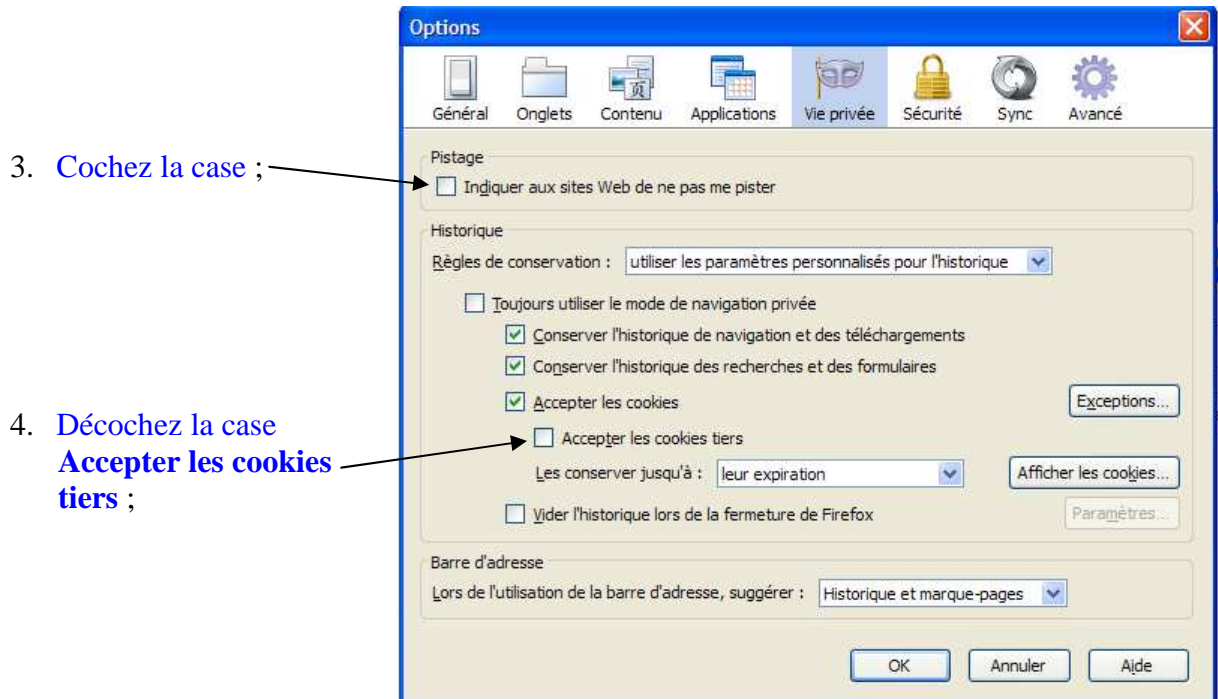 Options
Général Onglets Contenu Applications Vie privée Sécurité Sync Avancé
页
Pistage
3. Cochez la case ;
Indiquer aux sites Web de ne pas me pister
Historique
Règles de conservation : utiliser les paramètres personnalisés pour l'historique
Toujours utiliser le mode de navigation privée
Conserver l'historique de navigation et des téléchargements
Conserver l'historique des recherches et des formulaires
Accepter les cookies Exceptions...
4. Décochez la case
Accepter les cookies
tiers ;
Accepter les cookies tiers
Les conserver jusqu'à : leur expiration Afficher les cookies...
Vider l'historique lors de la fermeture de Firefox Paramètres...
Barre d'adresse
Lors de l'utilisation de la barre d'adresse, suggérer : Historique et marque-pages
OK Annuler Aide